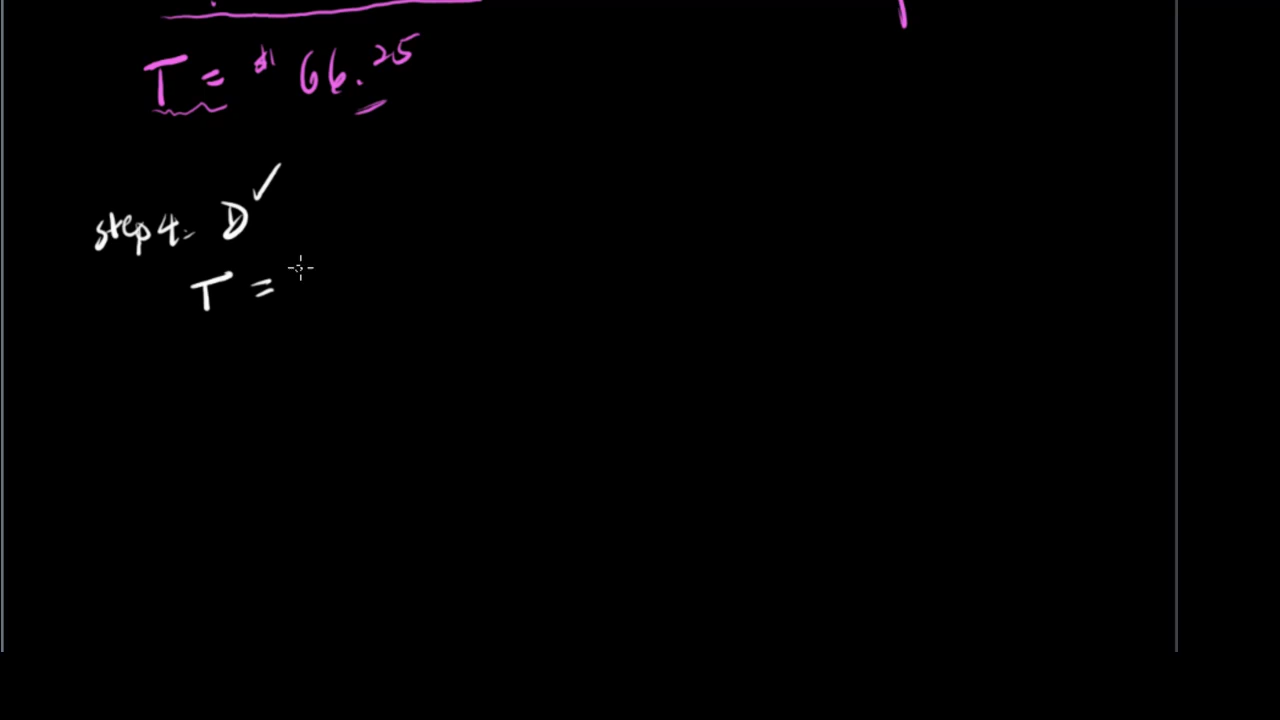 T = $ 66.25
step 4: D ✓
T =